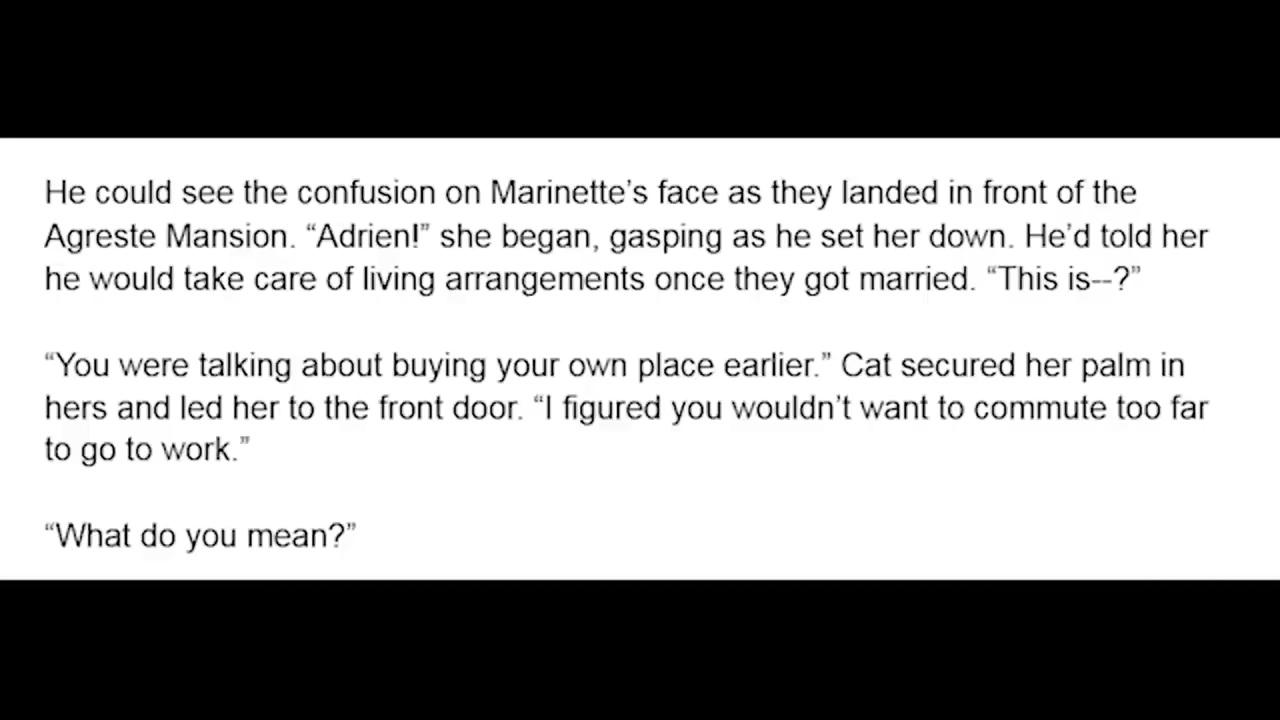 He could see the confusion on Marinette’s face as they landed in front of the
Agreste Mansion. “Adrien!” she began, gasping as he set her down. He’d told her
he would take care of living arrangements once they got married. “This is--?”
“You were talking about buying your own place earlier.” Cat secured her palm in
hers and led her to the front door. “I figured you wouldn’t want to commute too far
to go to work.”
“What do you mean?”